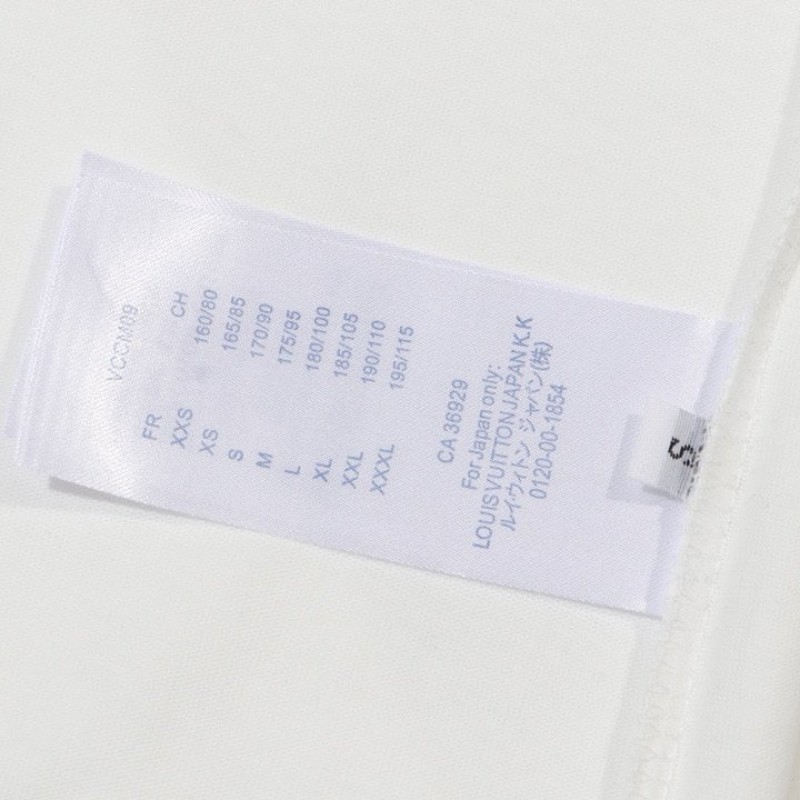 VCCM09
FR CH
XXS 160/80
XS 165/85
S 170/90
M 175/95
L 180/100
XL 185/105
XXL 190/110
XXXL 195/115
CA 36929
For Japan only:
LOUIS VUITTON JAPAN K.K
ルイ・ウィトン ジャパン(株)
0120-00-1854
S